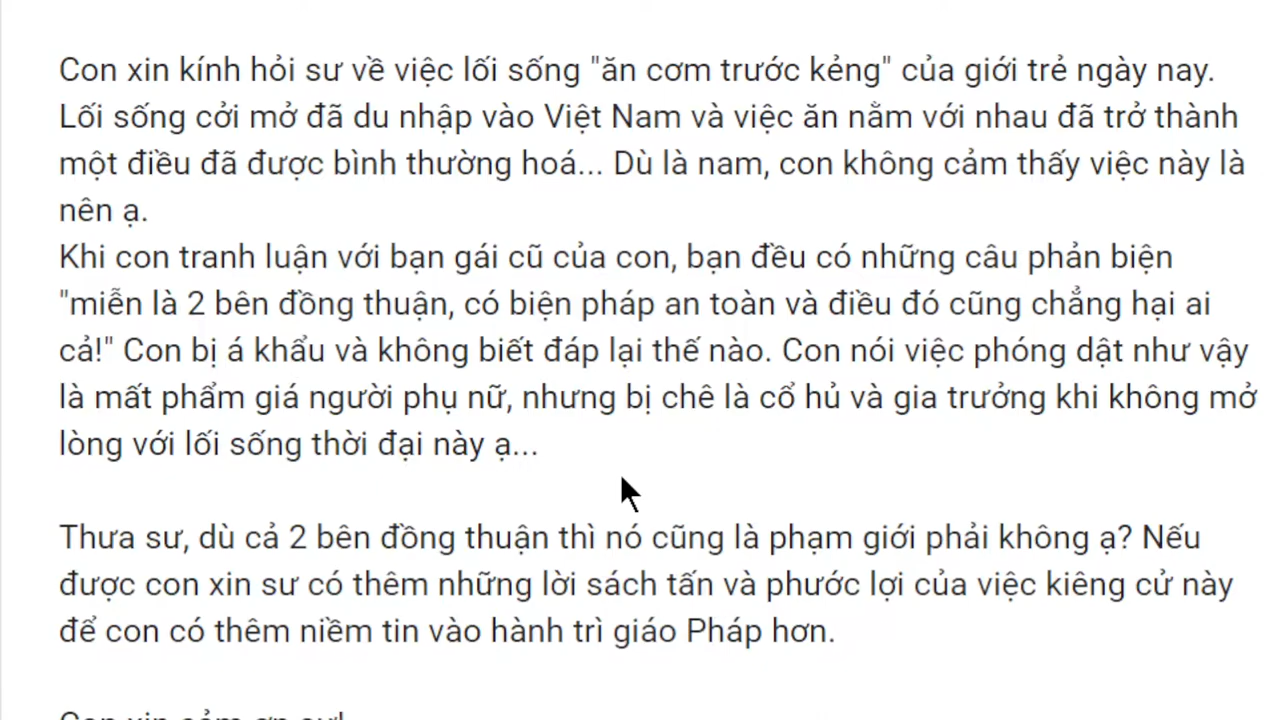 Con xin kính hỏi sư về việc lối sống "ăn cơm trước kẻng" của giới trẻ ngày nay.
Lối sống cởi mở đã du nhập vào Việt Nam và việc ăn nằm với nhau đã trở thành
một điều đã được bình thường hoá... Dù là nam, con không cảm thấy việc này là
nên ạ.
Khi con tranh luận với bạn gái cũ của con, bạn đều có những câu phản biện
"miễn là 2 bên đồng thuận, có biện pháp an toàn và điều đó cũng chẳng hại ai
cả!" Con bị á khẩu và không biết đáp lại thế nào. Con nói việc phóng dật như vậy
là mất phẩm giá người phụ nữ, nhưng bị chê là cổ hủ và gia trưởng khi không mở
lòng với lối sống thời đại này ạ...
Thưa sư, dù cả 2 bên đồng thuận thì nó cũng là phạm giới phải không ạ? Nếu
được con xin sư có thêm những lời sách tấn và phước lợi của việc kiêng cử này
để con có thêm niềm tin vào hành trì giáo Pháp hơn.
Con xin cảm ơn sư!